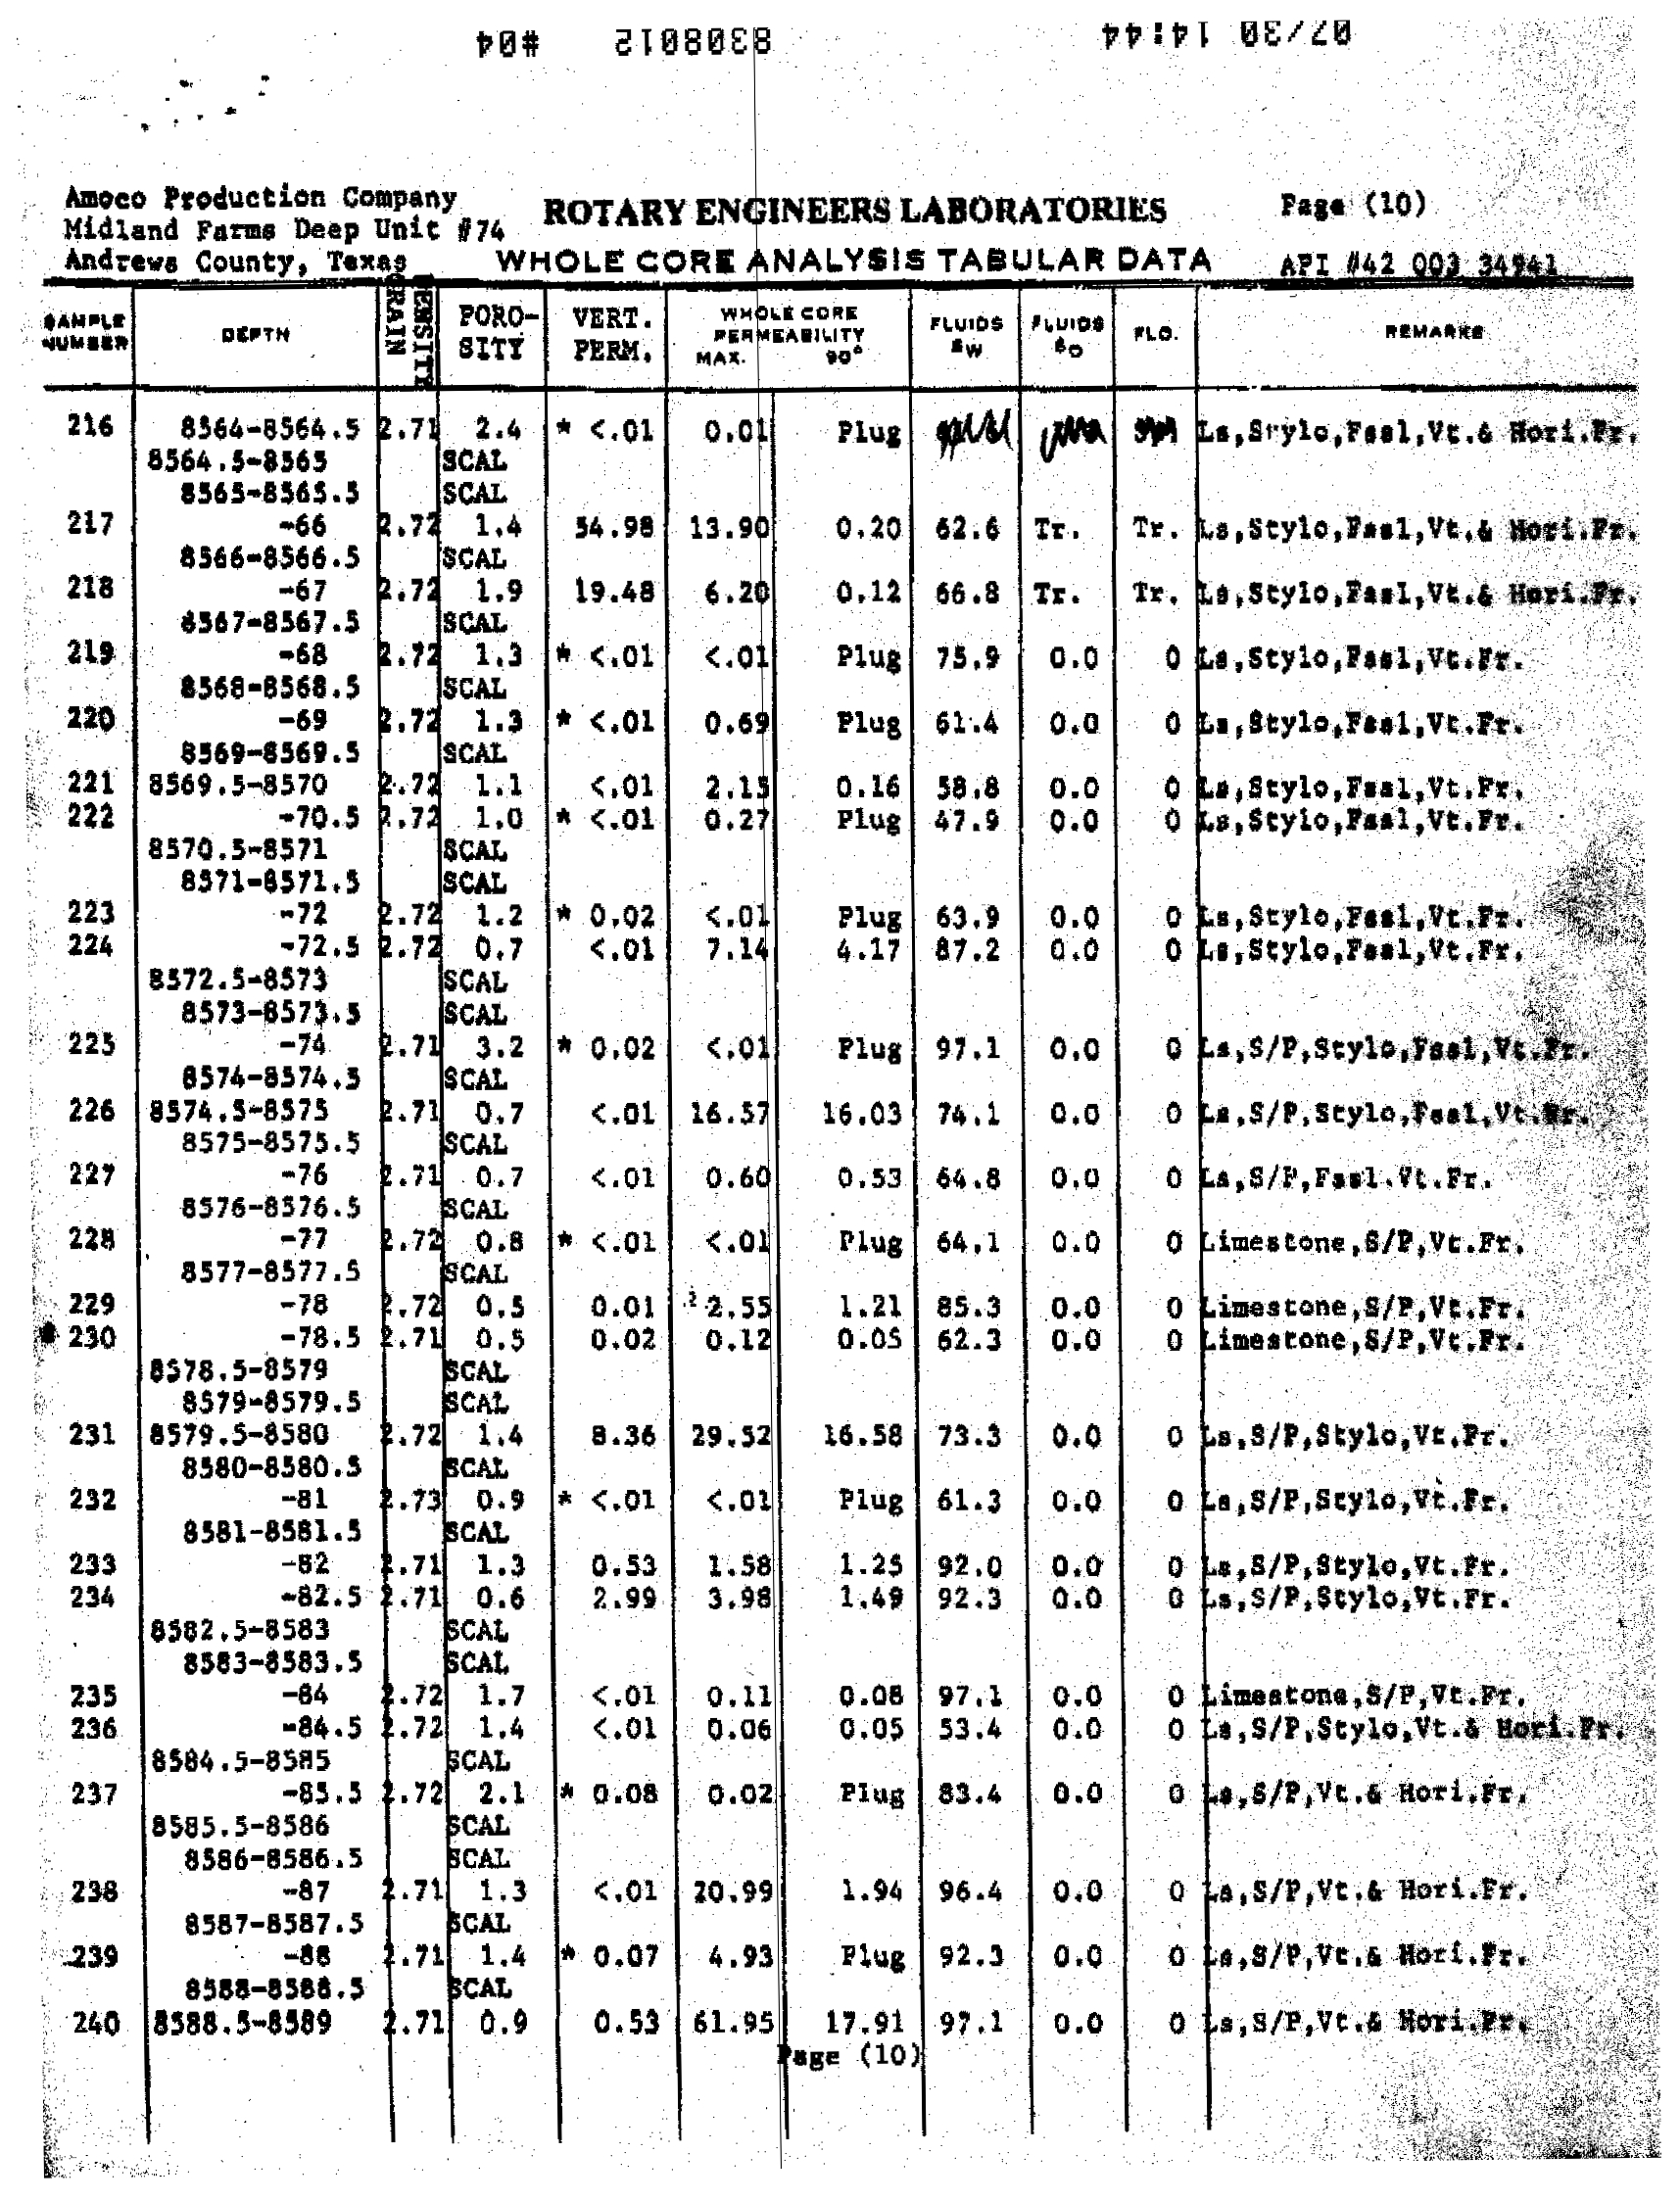 07/30 14:44 8308012 #04
Amoco Production Company
Midland Farms Deep Unit #74
Andrews County, Texas
ROTARY ENGINEERS LABORATORIES
WHOLE CORE ANALYSIS TABULAR DATA
Page (10)
API #42 003 34941
SAMPLE NUMBER DEPTH GRAIN DENSITY PORO-SITY VERT. PERM. WHOLE CORE PERMEABILITY MAX. 90° FLUIDS SW FLUIDS SO FLO. REMARKS
216 8564-8564.5 2.71 2.4 * <.01 0.01 Plug Ls,Stylo,Fssl,Vt.& Hori.Fr.
8564.5-8565 SCAL
8565-8565.5 SCAL
217 -66 2.72 1.4 54.98 13.90 0.20 62.6 Tr. Tr. Ls,Stylo,Fssl,Vt.& Hori.Fr.
8566-8566.5 SCAL
218 -67 2.72 1.9 19.48 6.20 0.12 66.8 Tr. Tr. Ls,Stylo,Fssl,Vt.& Hori.Fr.
8567-8567.5 SCAL
219 -68 2.72 1.3 * <.01 <.01 Plug 75.9 0.0 0 Ls,Stylo,Fssl,Vt.Fr.
8568-8568.5 SCAL
220 -69 2.72 1.3 * <.01 0.69 Plug 61.4 0.0 0 Ls,Stylo,Fssl,Vt.Fr.
8569-8569.5 SCAL
221 8569.5-8570 2.72 1.1 <.01 2.15 0.16 58.8 0.0 0 Ls,Stylo,Fssl,Vt.Fr.
222 -70.5 2.72 1.0 * <.01 0.27 Plug 47.9 0.0 0 Ls,Stylo,Fssl,Vt.Fr.
8570.5-8571 SCAL
8571-8571.5 SCAL
223 -72 2.72 1.2 * 0.02 <.01 Plug 63.9 0.0 0 Ls,Stylo,Fssl,Vt.Fr.
224 -72.5 2.72 0.7 <.01 7.14 4.17 87.2 0.0 0 Ls,Stylo,Fssl,Vt.Fr.
8572.5-8573 SCAL
8573-8573.5 SCAL
225 -74 2.71 3.2 * 0.02 <.01 Plug 97.1 0.0 0 Ls,S/P,Stylo,Fssl,Vt.Fr.
8574-8574.5 SCAL
226 8574.5-8575 2.71 0.7 <.01 16.57 16.03 74.1 0.0 0 Ls,S/P,Stylo,Fssl,Vt.Fr.
8575-8575.5 SCAL
227 -76 2.71 0.7 <.01 0.60 0.53 64.8 0.0 0 Ls,S/P,Fssl.Vt.Fr.
8576-8576.5 SCAL
228 -77 2.72 0.8 * <.01 <.01 Plug 64.1 0.0 0 Limestone,S/P,Vt.Fr.
8577-8577.5 SCAL
229 -78 2.72 0.5 0.01 2.55 1.21 85.3 0.0 0 Limestone,S/P,Vt.Fr.
230 -78.5 2.71 0.5 0.02 0.12 0.05 62.3 0.0 0 Limestone,S/P,Vt.Fr.
8578.5-8579 SCAL
8579-8579.5 SCAL
231 8579.5-8580 2.72 1.4 8.36 29.52 16.58 73.3 0.0 0 Ls,S/P,Stylo,Vt.Fr.
8580-8580.5 SCAL
232 -81 2.73 0.9 * <.01 <.01 Plug 61.3 0.0 0 Ls,S/P,Stylo,Vt.Fr.
8581-8581.5 SCAL
233 -82 2.71 1.3 0.53 1.58 1.25 92.0 0.0 0 Ls,S/P,Stylo,Vt.Fr.
234 -82.5 2.71 0.6 2.99 3.98 1.49 92.3 0.0 0 Ls,S/P,Stylo,Vt.Fr.
8582.5-8583 SCAL
8583-8583.5 SCAL
235 -84 2.72 1.7 <.01 0.11 0.08 97.1 0.0 0 Limestone,S/P,Vt.Fr.
236 -84.5 2.72 1.4 <.01 0.06 0.05 53.4 0.0 0 Ls,S/P,Stylo,Vt.& Hori.Fr.
8584.5-8585 SCAL
237 -85.5 2.72 2.1 * 0.08 0.02 Plug 83.4 0.0 0 Ls,S/P,Vt.& Hori.Fr.
8585.5-8586 SCAL
8586-8586.5 SCAL
238 -87 2.71 1.3 <.01 20.99 1.94 96.4 0.0 0 Ls,S/P,Vt.& Hori.Fr.
8587-8587.5 SCAL
239 -88 2.71 1.4 * 0.07 4.93 Plug 92.3 0.0 0 Ls,S/P,Vt.& Hori.Fr.
8588-8588.5 SCAL
240 8588.5-8589 2.71 0.9 0.53 61.95 17.91 97.1 0.0 0 Ls,S/P,Vt.& Hori.Fr.
Page (10)